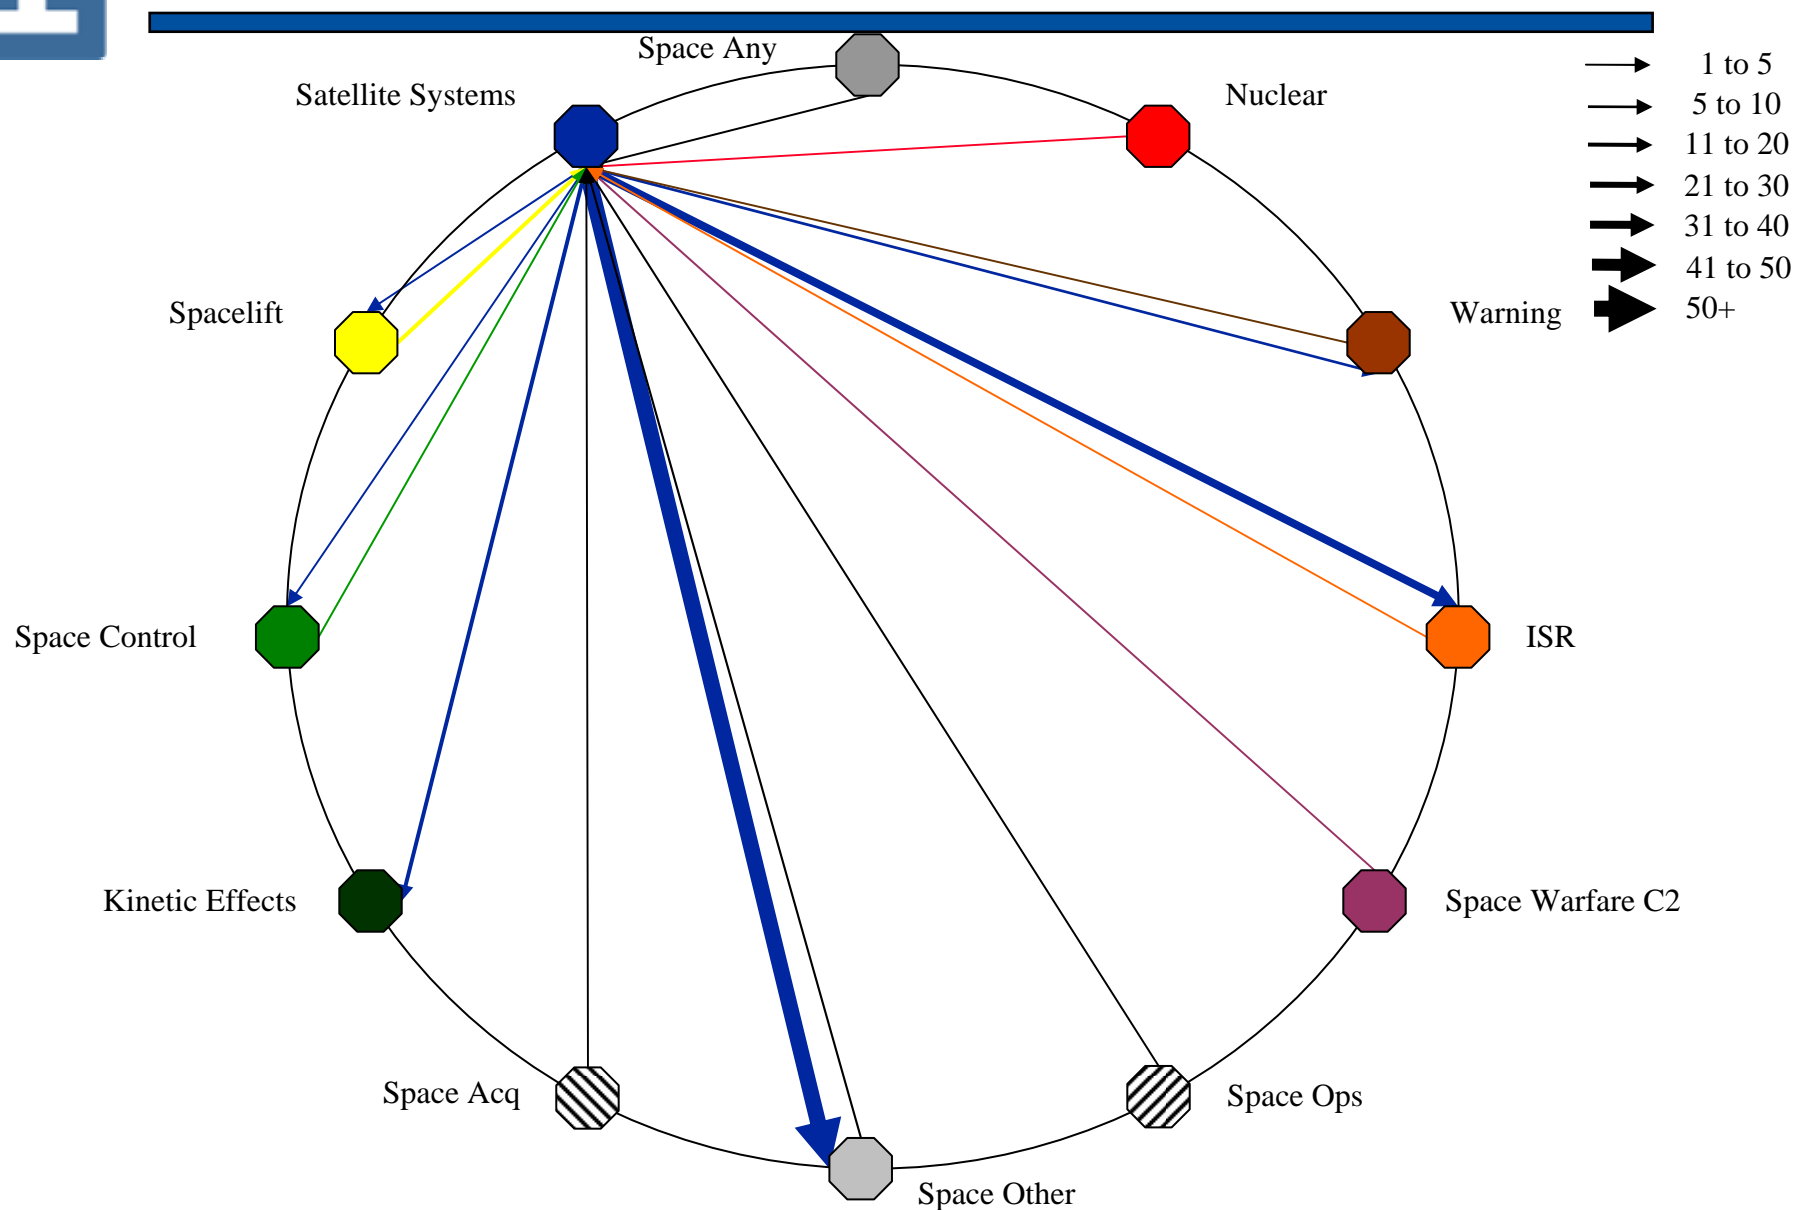 Space Any
Satellite Systems
Nuclear
1 to 5
5 to 10
11 to 20
21 to 30
31 to 40
41 to 50
50+
Spacelift
Warning
Space Control
ISR
Kinetic Effects
Space Warfare C2
Space Acq
Space Ops
Space Other